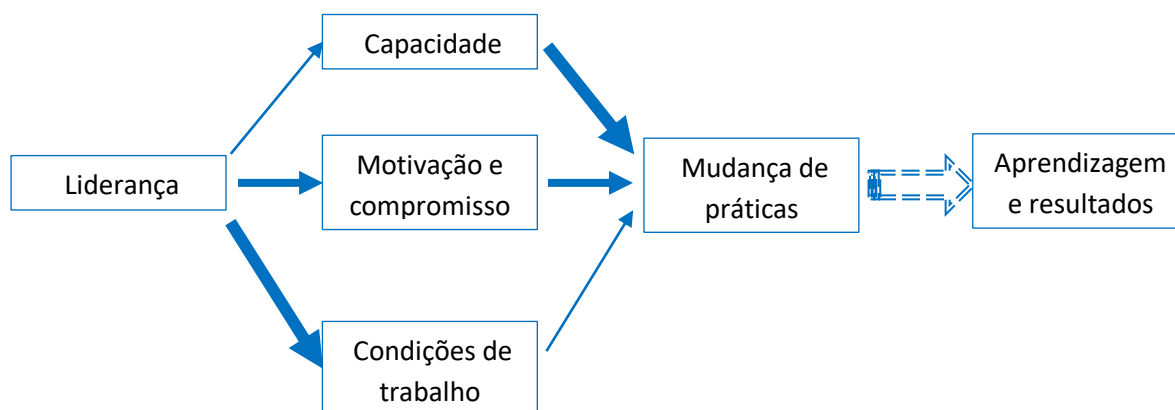 Capacidade
Liderança
Motivação e
compromisso
Condições de
trabalho
Mudança de
práticas
Aprendizagem
e resultados